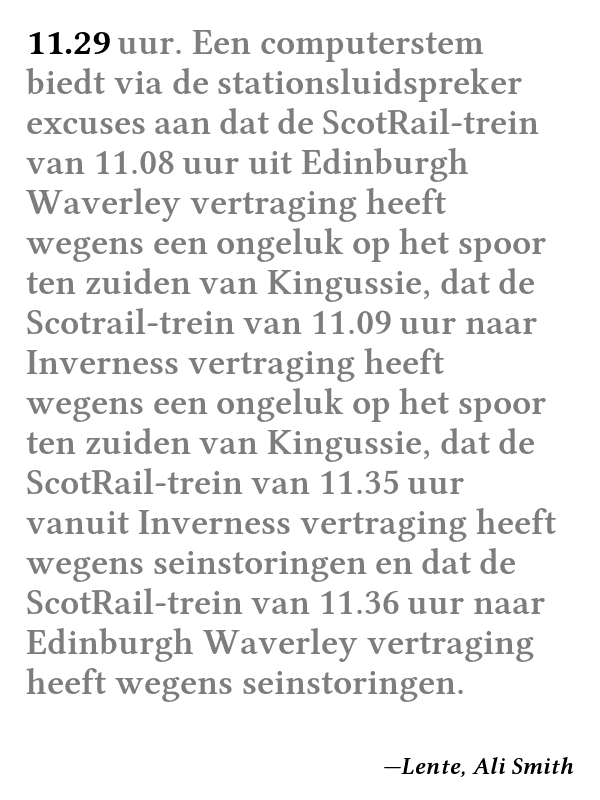 11.29 uur. Een computerstem
biedt via de stationsluidspreker
excuses aan dat de ScotRail-trein
van 11.08 uur uit Edinburgh
Waverley vertraging heeft
wegens een ongeluk op het spoor
ten zuiden van Kingussie, dat de
Scotrail-trein van 11.09 uur naar
Inverness vertraging heeft
wegens een ongeluk op het spoor
ten zuiden van Kingussie, dat de
ScotRail-trein van 11.35 uur
vanuit Inverness vertraging heeft
wegens seinstoringen en dat de
ScotRail-trein van 11.36 uur naar
Edinburgh Waverley vertraging
heeft wegens seinstoringen.
—Lente, Ali Smith